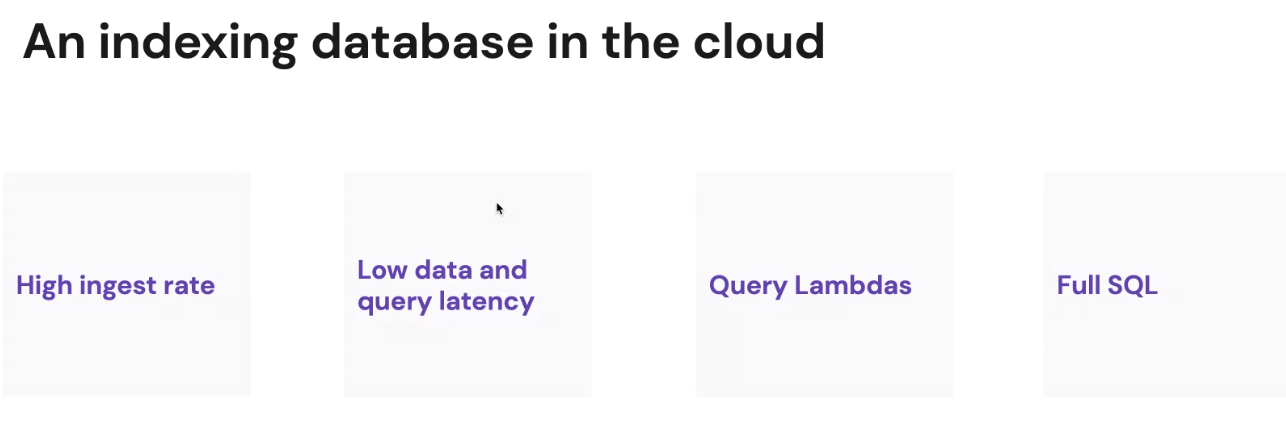 An indexing database in the cloud
High ingest rate
Low data and
query latency
Query Lambdas
Full SQL